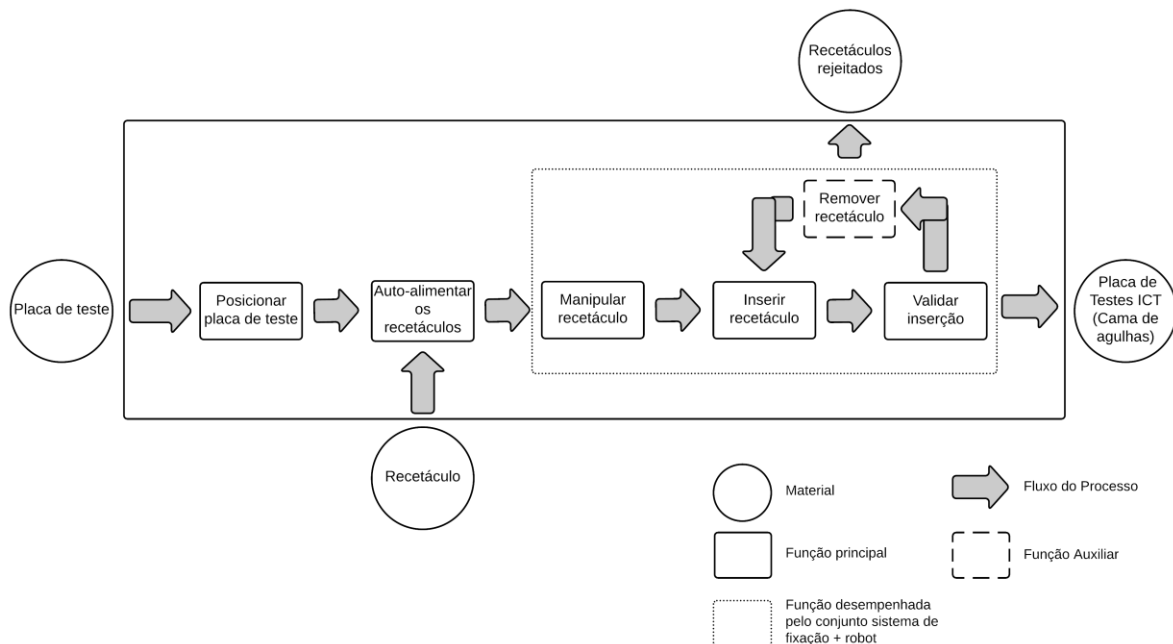 Recetáculos
rejeitados
Remover
recetáculo
Placa de teste
Posicionar
placa de teste
Auto-alimentar
os
recetáculos
Manipular
recetáculo
Inserir
recetáculo
Validar
inserção
Placa de
Testes ICT
(Cama de
agulhas)
Recetáculo
Material
Fluxo do Processo
Função principal
Função Auxiliar
Função desempenhada
pelo conjunto sistema de
fixação + robot